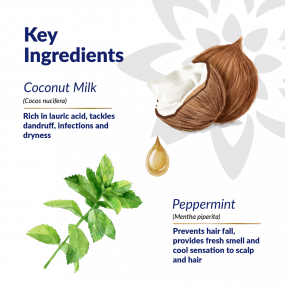 Key
Ingredients
Coconut Milk
(Cocos nucifera)
Rich in lauric acid, tackles
dandruff, infections and
dryness
Peppermint
(Mentha piperita)
Prevents hair fall,
provides fresh smell and
cool sensation to scalp
and hair